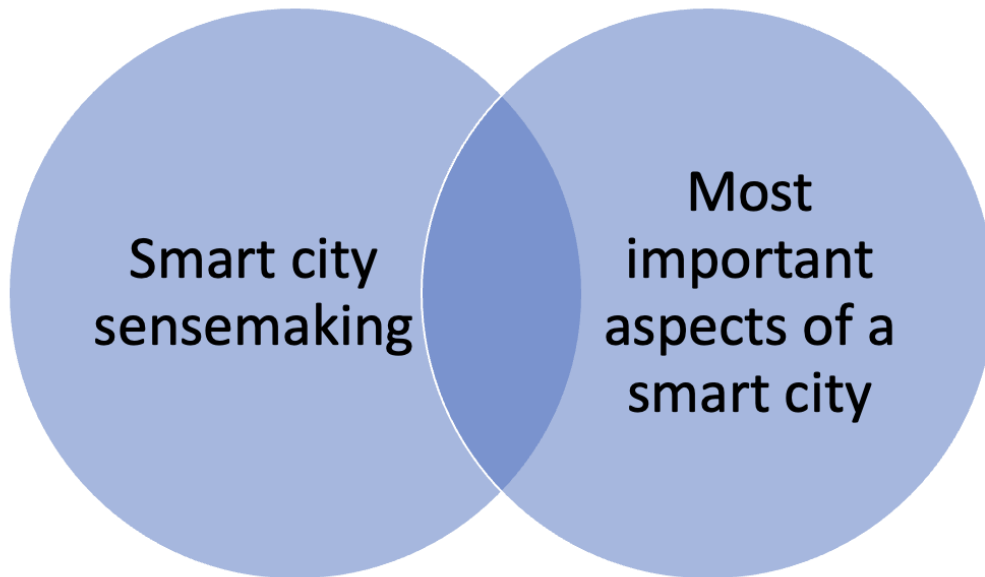 Smart city
sensemaking
Most
important
aspects of a
smart city